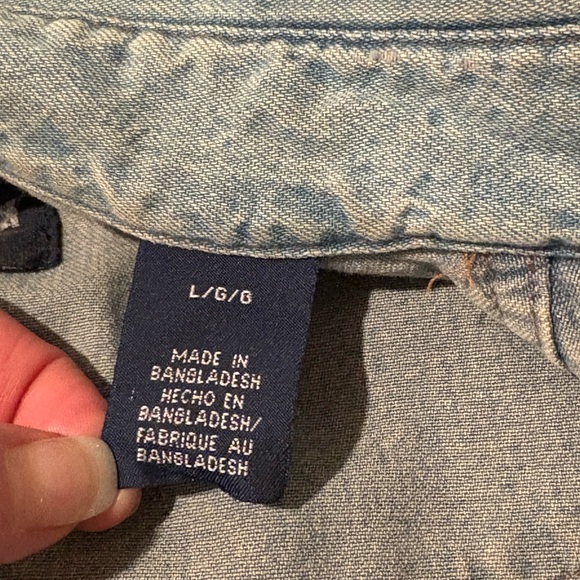 L/G/G
MADE IN
BANGLADESH
HECHO EN
BANGLADESH/
FABRIQUE AU
BANGLADESH